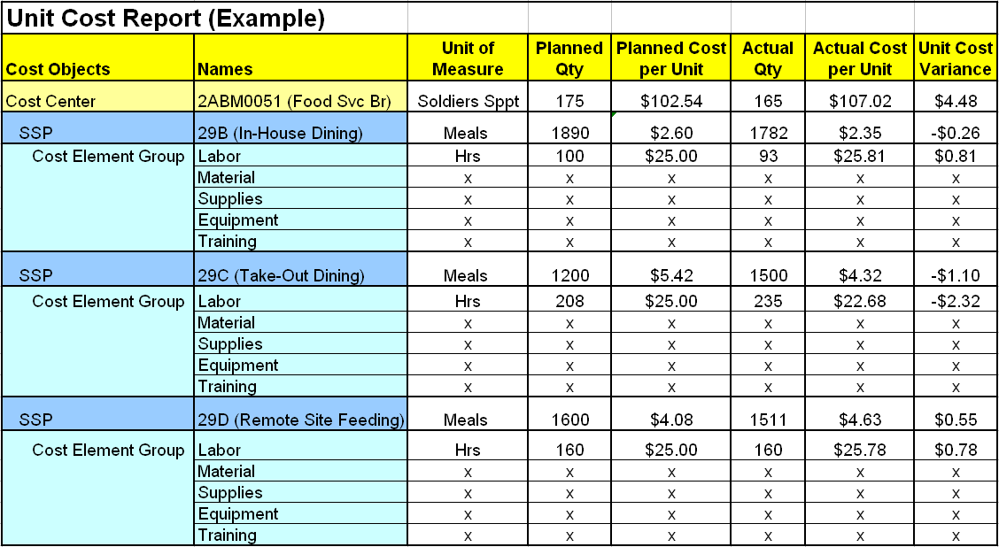 Unit Cost Report (Example)
Cost Objects Names Unit of Measure Planned Qty Planned Cost per Unit Actual Qty Actual Cost per Unit Unit Cost Variance
Cost Center 2ABM0051 (Food Svc Br) Soldiers Sppt 175 $102.54 165 $107.02 $4.48
SSP 29B (In-House Dining) Meals 1890 $2.60 1782 $2.35 -$0.26
Cost Element Group Labor Hrs 100 $25.00 93 $25.81 $0.81
Material x x x x x x
Supplies x x x x x x
Equipment x x x x x x
Training x x x x x x
SSP 29C (Take-Out Dining) Meals 1200 $5.42 1500 $4.32 -$1.10
Cost Element Group Labor Hrs 208 $25.00 235 $22.68 -$2.32
Material x x x x x x
Supplies x x x x x x
Equipment x x x x x x
Training x x x x x x
SSP 29D (Remote Site Feeding) Meals 1600 $4.08 1511 $4.63 $0.55
Cost Element Group Labor Hrs 160 $25.00 160 $25.78 $0.78
Material x x x x x x
Supplies x x x x x x
Equipment x x x x x x
Training x x x x x x